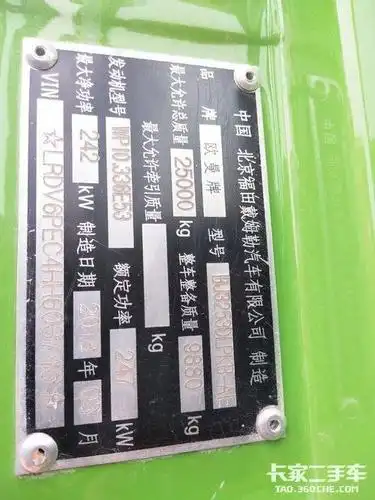 中国 北京福田戴姆勒汽车有限公司 制造
品牌 欧曼牌 型号
最大允许总质量 25000 kg 整车整备质量 9690 kg
最大允许牵引质量 kg
发动机型号 WP10.336E53 额定功率 247 kW
最大净功率 242 kW 制造日期 年 月
VIN
卡家二手车
TAO.360CHE.COM